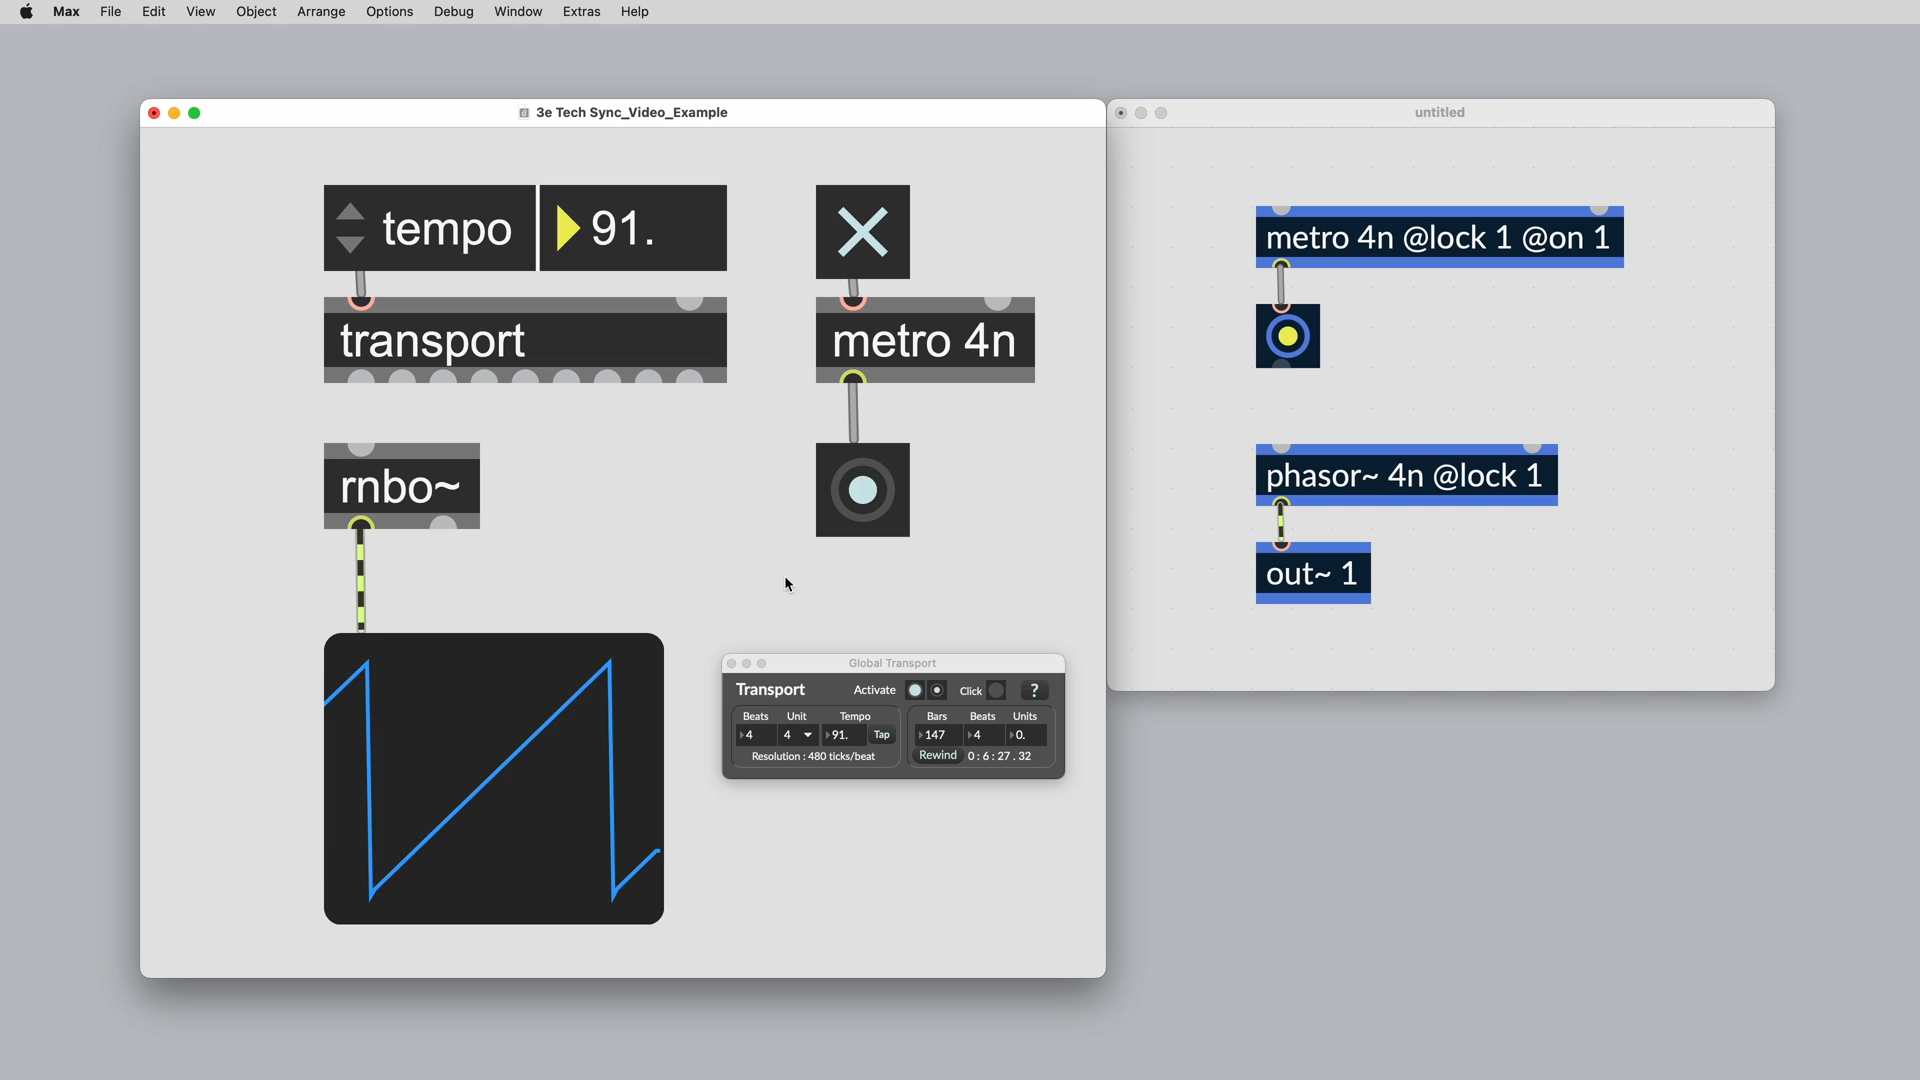 Max File Edit View Object Arrange Options Debug Window Extras Help
3e Tech Sync_Video_Example
tempo 91.
transport
metro 4n
rnbo~
Global Transport
Transport Activate Click ?
Beats Unit Tempo Bars Beats Units
4 4 91. Tap 147 4 0.
Resolution : 480 ticks/beat Rewind 0 : 6 : 27 . 32
untitled
metro 4n @lock 1 @on 1
phasor~ 4n @lock 1
out~ 1